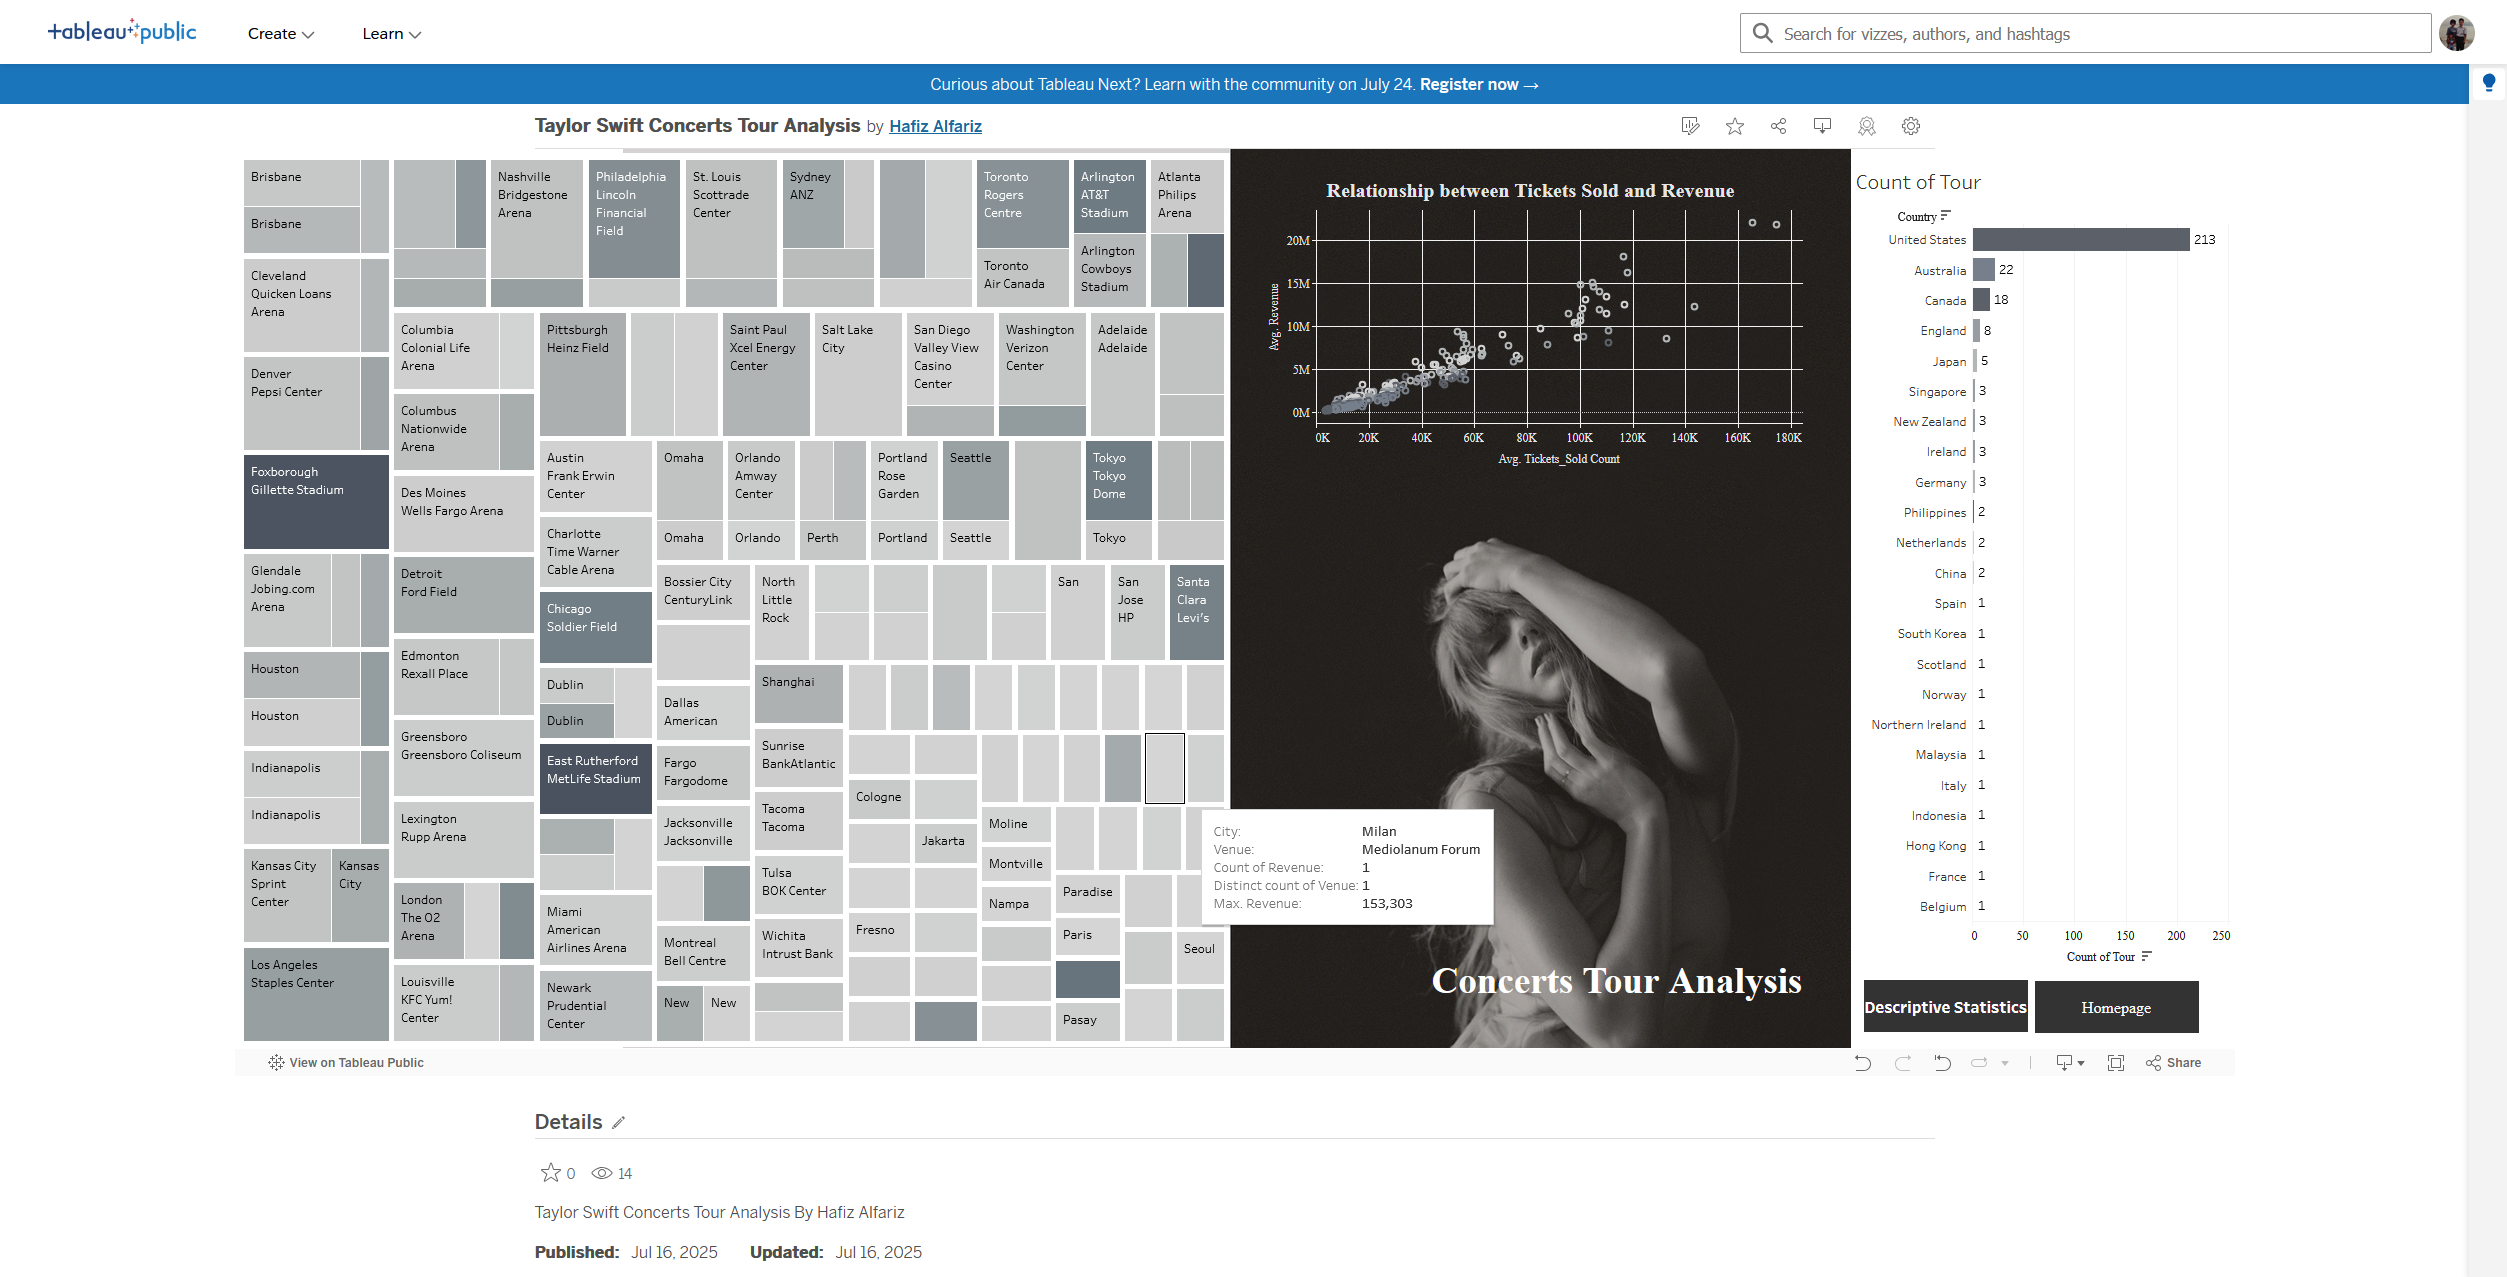 tableau public
Create
Learn
Search for vizzes, authors, and hashtags
Curious about Tableau Next? Learn with the community on July 24. Register now →
Taylor Swift Concerts Tour Analysis by Hafiz Alfariz
Brisbane
Brisbane
Cleveland
Quicken Loans
Arena
Denver
Pepsi Center
Foxborough
Gillette Stadium
Glendale
Jobing.com
Arena
Houston
Houston
Indianapolis
Indianapolis
Kansas City
Sprint
Center
Kansas
City
Los Angeles
Staples Center
Nashville
Bridgestone
Arena
Philadelphia
Lincoln
Financial
Field
St. Louis
Scottrade
Center
Sydney
ANZ
Toronto
Rogers
Centre
Toronto
Air Canada
Arlington
AT&T
Stadium
Arlington
Cowboys
Stadium
Atlanta
Philips
Arena
Columbia
Colonial Life
Arena
Columbus
Nationwide
Arena
Des Moines
Wells Fargo Arena
Detroit
Ford Field
Edmonton
Rexall Place
Greensboro
Greensboro Coliseum
Lexington
Rupp Arena
London
The O2
Arena
Louisville
KFC Yum!
Center
Pittsburgh
Heinz Field
Saint Paul
Xcel Energy
Center
Salt Lake
City
San Diego
Valley View
Casino
Center
Washington
Verizon
Center
Adelaide
Adelaide
Austin
Frank Erwin
Center
Charlotte
Time Warner
Cable Arena
Chicago
Soldier Field
Dublin
Dublin
East Rutherford
MetLife Stadium
Miami
American
Airlines Arena
Newark
Prudential
Center
Omaha
Omaha
Orlando
Amway
Center
Orlando
Perth
Portland
Rose
Garden
Portland
Seattle
Seattle
Tokyo
Tokyo
Dome
Tokyo
Bossier City
CenturyLink
Dallas
American
Fargo
Fargodome
Jacksonville
Jacksonville
Montreal
Bell Centre
New
New
North
Little
Rock
San
San
Jose
HP
Santa
Clara
Levi's
Shanghai
Sunrise
BankAtlantic
Tacoma
Tacoma
Tulsa
BOK Center
Wichita
Intrust Bank
Cologne
Fresno
Jakarta
Moline
Montville
Nampa
Paradise
Paris
Pasay
Seoul
City: Milan
Venue: Mediolanum Forum
Count of Revenue: 1
Distinct count of Venue: 1
Max. Revenue: 153,303
Relationship between Tickets Sold and Revenue
Avg. Revenue
20M
15M
10M
5M
0M
0K 20K 40K 60K 80K 100K 120K 140K 160K 180K
Avg. Tickets_Sold Count
Concerts Tour Analysis
Count of Tour
Country
United States 213
Australia 22
Canada 18
England 8
Japan 5
Singapore 3
New Zealand 3
Ireland 3
Germany 3
Philippines 2
Netherlands 2
China 2
Spain 1
South Korea 1
Scotland 1
Norway 1
Northern Ireland 1
Malaysia 1
Italy 1
Indonesia 1
Hong Kong 1
France 1
Belgium 1
0 50 100 150 200 250
Count of Tour
Descriptive Statistics
Homepage
View on Tableau Public
Share
Details
0 14
Taylor Swift Concerts Tour Analysis By Hafiz Alfariz
Published: Jul 16, 2025 Updated: Jul 16, 2025